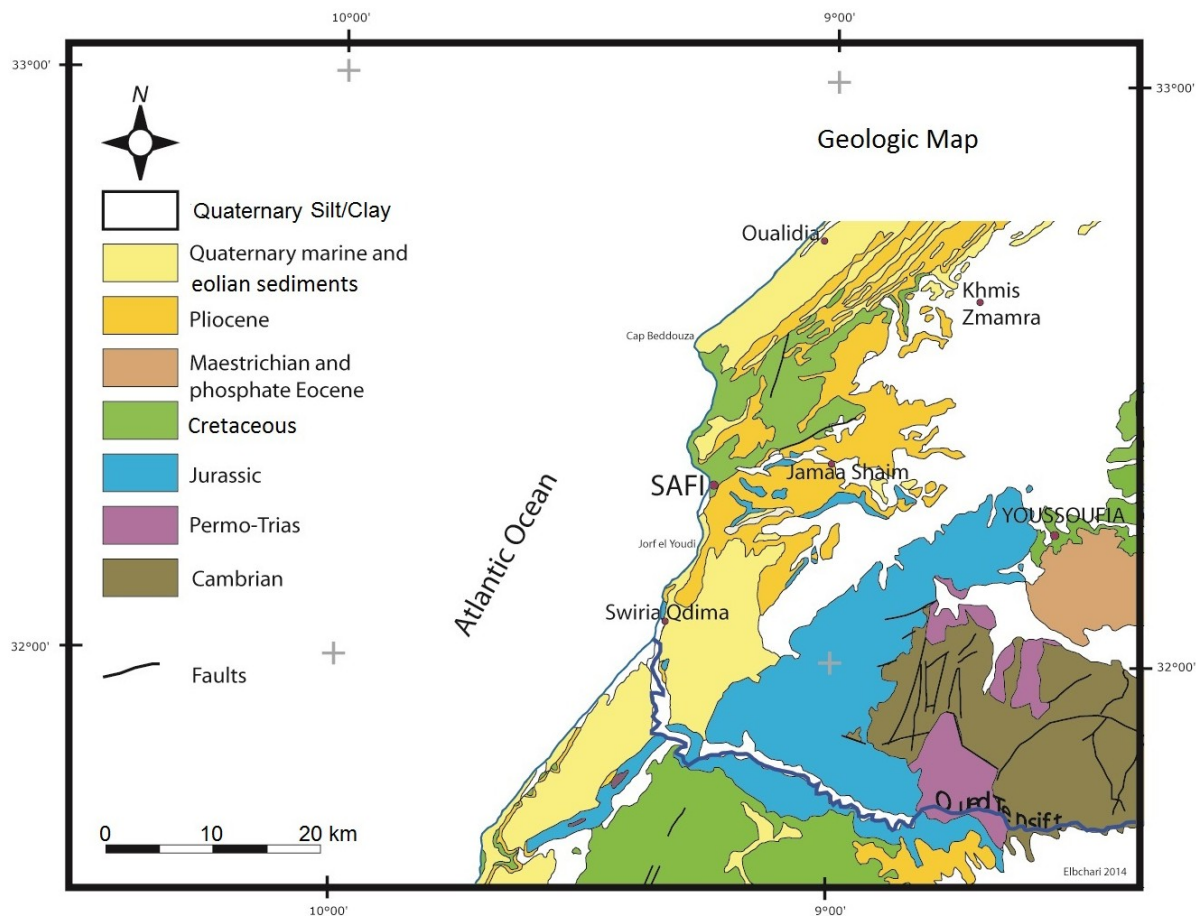 10°00'
9°00'
33°00'
33°00'
N
Geologic Map
Quaternary Silt/Clay
Quaternary marine and
eolian sediments
Pliocene
Maestrichian and
phosphate Eocene
Cretaceous
Jurassic
Permo-Trias
Cambrian
Faults
Oualidia
Khmis
Zmamra
Cap Beddouza
Jamaa Shaim
SAFI
YOUSSOUFIA
Jorf el Youdi
Atlantic Ocean
Swiria Qdima
32°00'
32°00'
Oued Tensift
0 10 20 km
Elbchari 2014
10°00'
9°00'